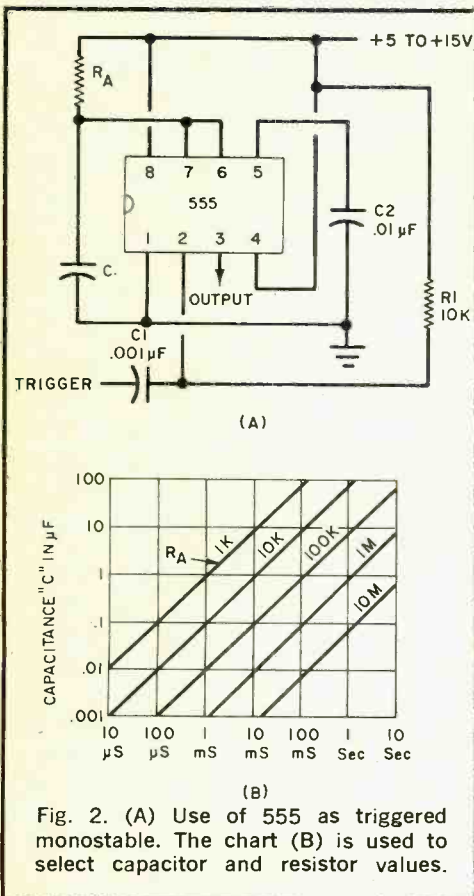 +5 TO +15V
RA
8 7 6 5
555
1 2 3 4
C2
.01 µF
C.
OUTPUT
R1
10K
C1
.001µF
TRIGGER
(A)
CAPACITANCE "C" IN µF
100
10
1
.1
.01
.001
RA
1K
10K
100K
1M
10M
10 µS
100 µS
1 mS
10 mS
100 mS
1 Sec
10 Sec
(B)
Fig. 2. (A) Use of 555 as triggered
monostable. The chart (B) is used to
select capacitor and resistor values.